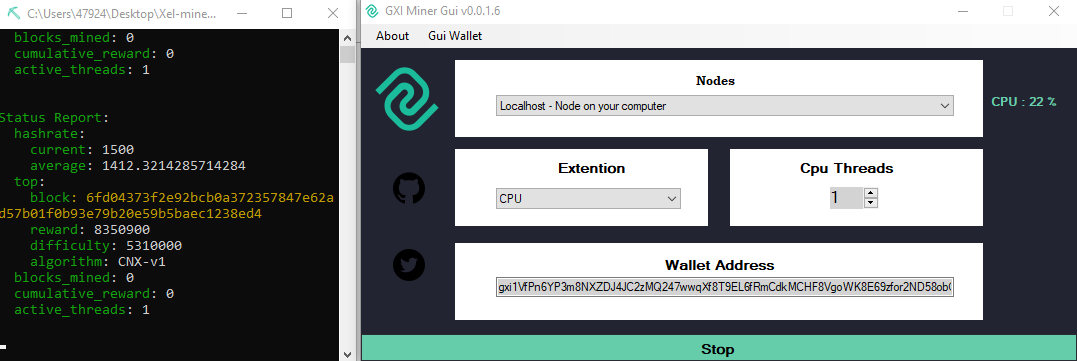 C:\Users\47924\Desktop\Xel-mine...
blocks_mined: 0
cumulative_reward: 0
active_threads: 1
Status Report:
hashrate:
current: 1500
average: 1412.3214285714284
top:
block: 6fd04373f2e92bcb0a372357847e62a
d57b01f0b93e79b20e59b5baec1238ed4
reward: 8350900
difficulty: 5310000
algorithm: CNX-v1
blocks_mined: 0
cumulative_reward: 0
active_threads: 1
GXI Miner Gui v0.0.1.6
About Gui Wallet
Nodes
Localhost - Node on your computer
CPU : 22 %
Extention
CPU
Cpu Threads
1
Wallet Address
gxi1VfPn6YP3m8NXZDJ4JC2zMQ247wwqXf8T9EL6fRmCdkMCHF8VgoWK8E69zfor2ND58ob
Stop